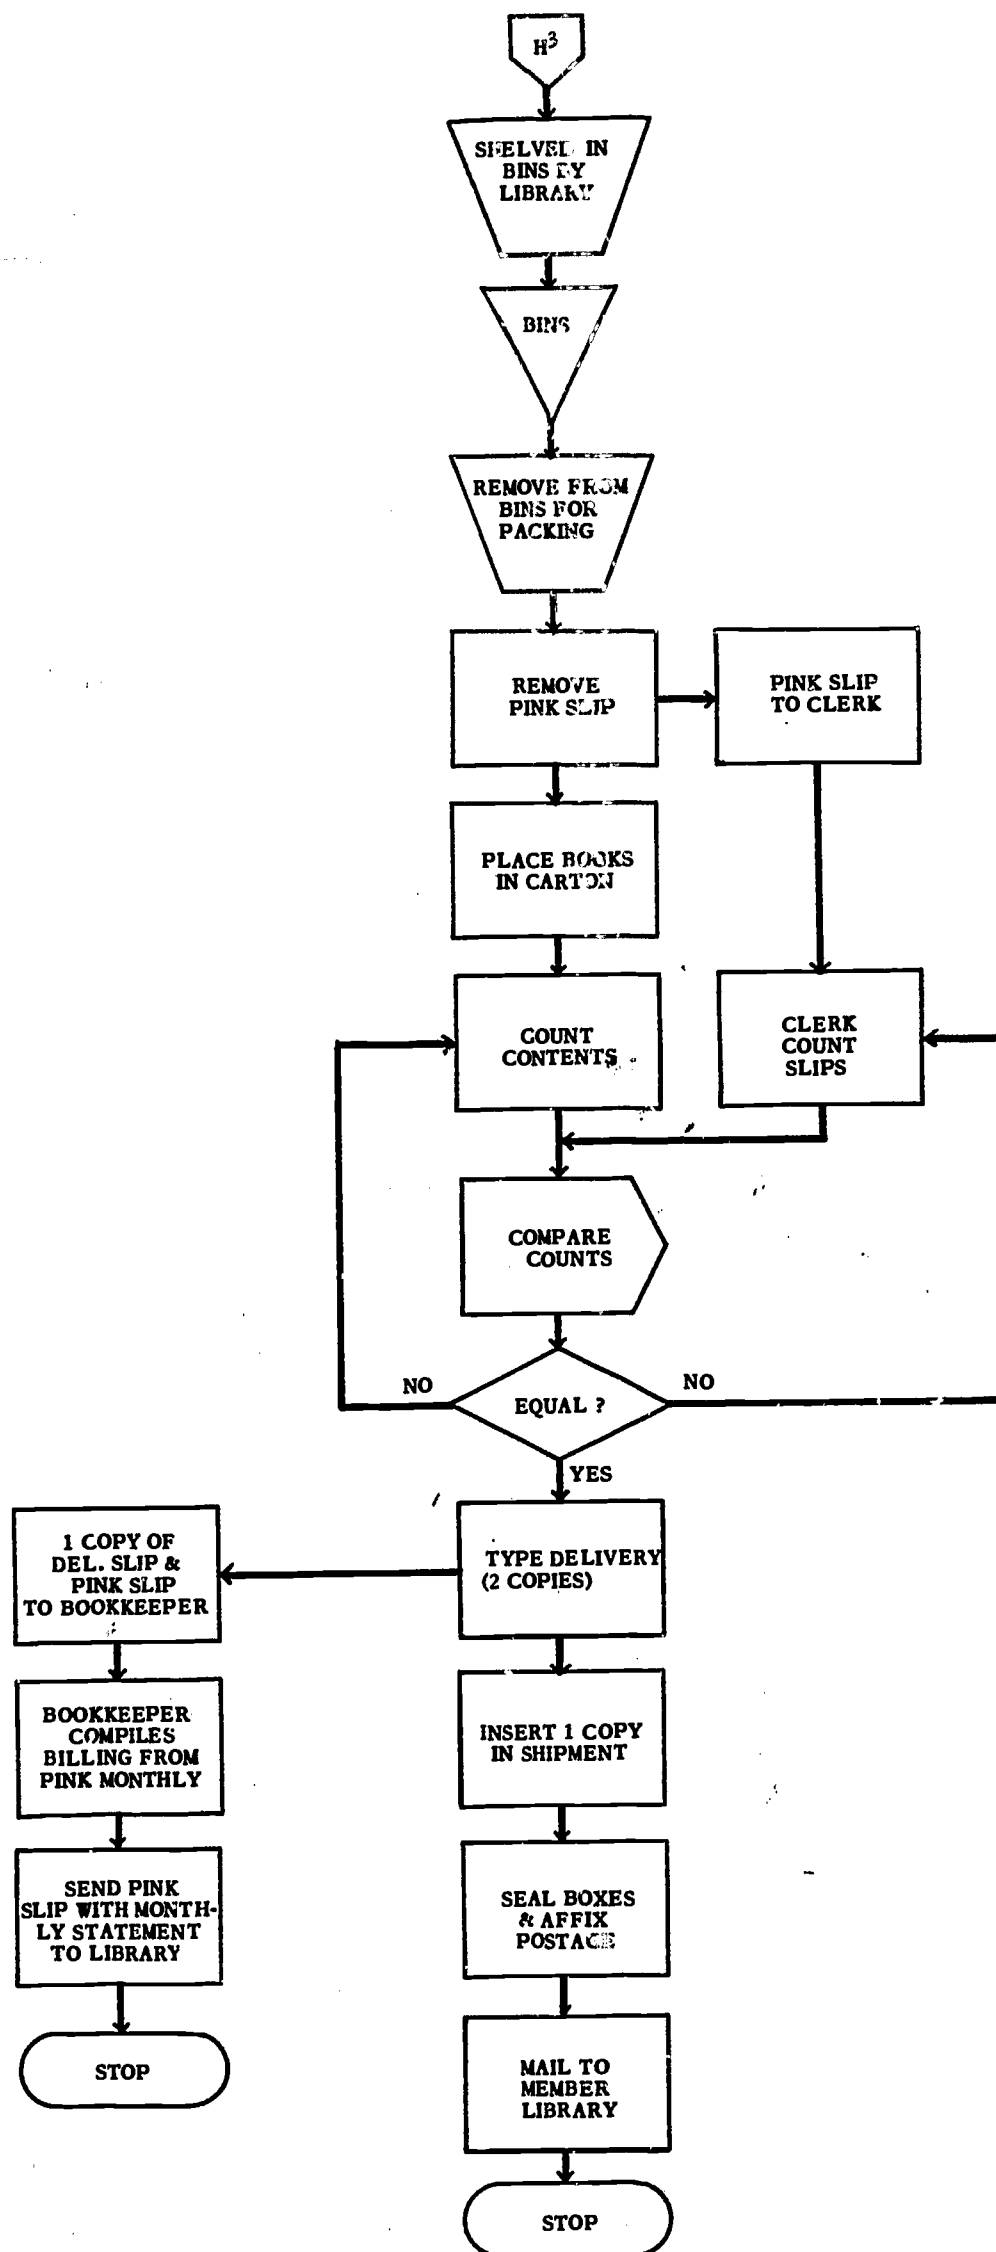 H3
SHELVED IN
BINS BY
LIBRARY
BINS
REMOVE FROM
BINS FOR
PACKING
REMOVE
PINK SLIP
PINK SLIP
TO CLERK
PLACE BOOKS
IN CARTON
COUNT
CONTENTS
CLERK
COUNT
SLIPS
COMPARE
COUNTS
NO
EQUAL ?
NO
YES
1 COPY OF
DEL. SLIP &
PINK SLIP
TO BOOKKEEPER
TYPE DELIVERY
(2 COPIES)
BOOKKEEPER
COMPILES
BILLING FROM
PINK MONTHLY
INSERT 1 COPY
IN SHIPMENT
SEND PINK
SLIP WITH MONTH-
LY STATEMENT
TO LIBRARY
SEAL BOXES
& AFFIX
POSTAGE
STOP
MAIL TO
MEMBER
LIBRARY
STOP